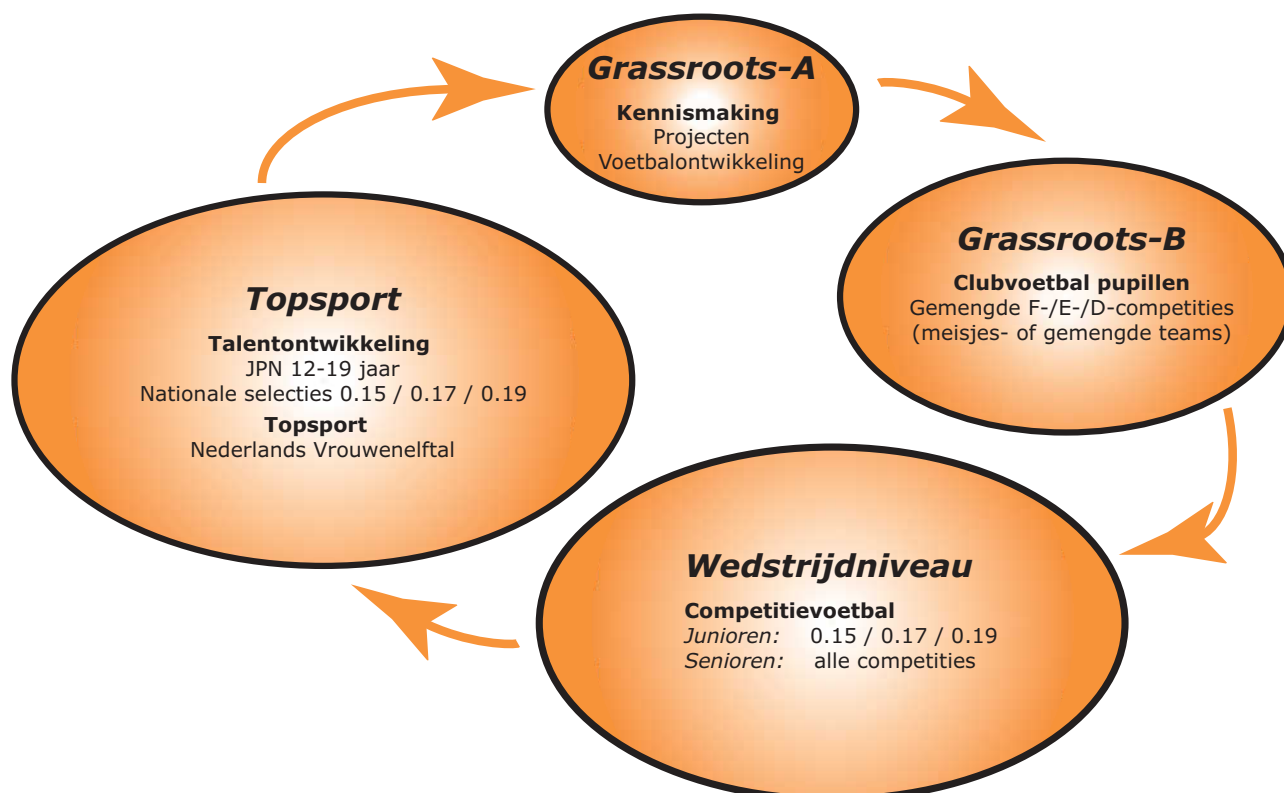 Grassroots-A
Kennismaking
Projecten
Voetbalontwikkeling
Grassroots-B
Clubvoetbal pupillen
Gemengde F-/E-/D-competities
(meisjes- of gemengde teams)
Wedstrijdniveau
Competitievoetbal
Junioren: 0.15 / 0.17 / 0.19
Senioren: alle competities
Topsport
Talentontwikkeling
JPN 12-19 jaar
Nationale selecties 0.15 / 0.17 / 0.19
Topsport
Nederlands Vrouwenelftal